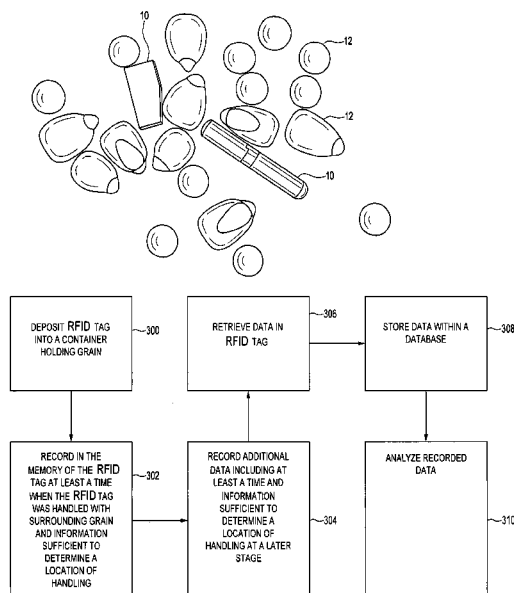 10
12
12
10
DEPOSIT RFID TAG
INTO A CONTAINER
HOLDING GRAIN
300
RECORD IN THE
MEMORY OF THE RFID
TAG AT LEAST A TIME
WHEN THE RFID TAG
WAS HANDLED WITH
SURROUNDING GRAIN
AND INFORMATION
SUFFICIENT TO
DETERMINE A
LOCATION OF
HANDLING.
302
RECORD ADDITIONAL
DATA INCLUDING AT
LEAST A TIME AND
INFORMATION
SUFFICIENT TO
DETERMINE A
LOCATION OF
HANDLING AT A LATER
STAGE
304
RETRIEVE DATA IN
RFID TAG
306
STORE DATA WITHIN A
DATABASE
308
ANALYZE RECORDED
DATA
310